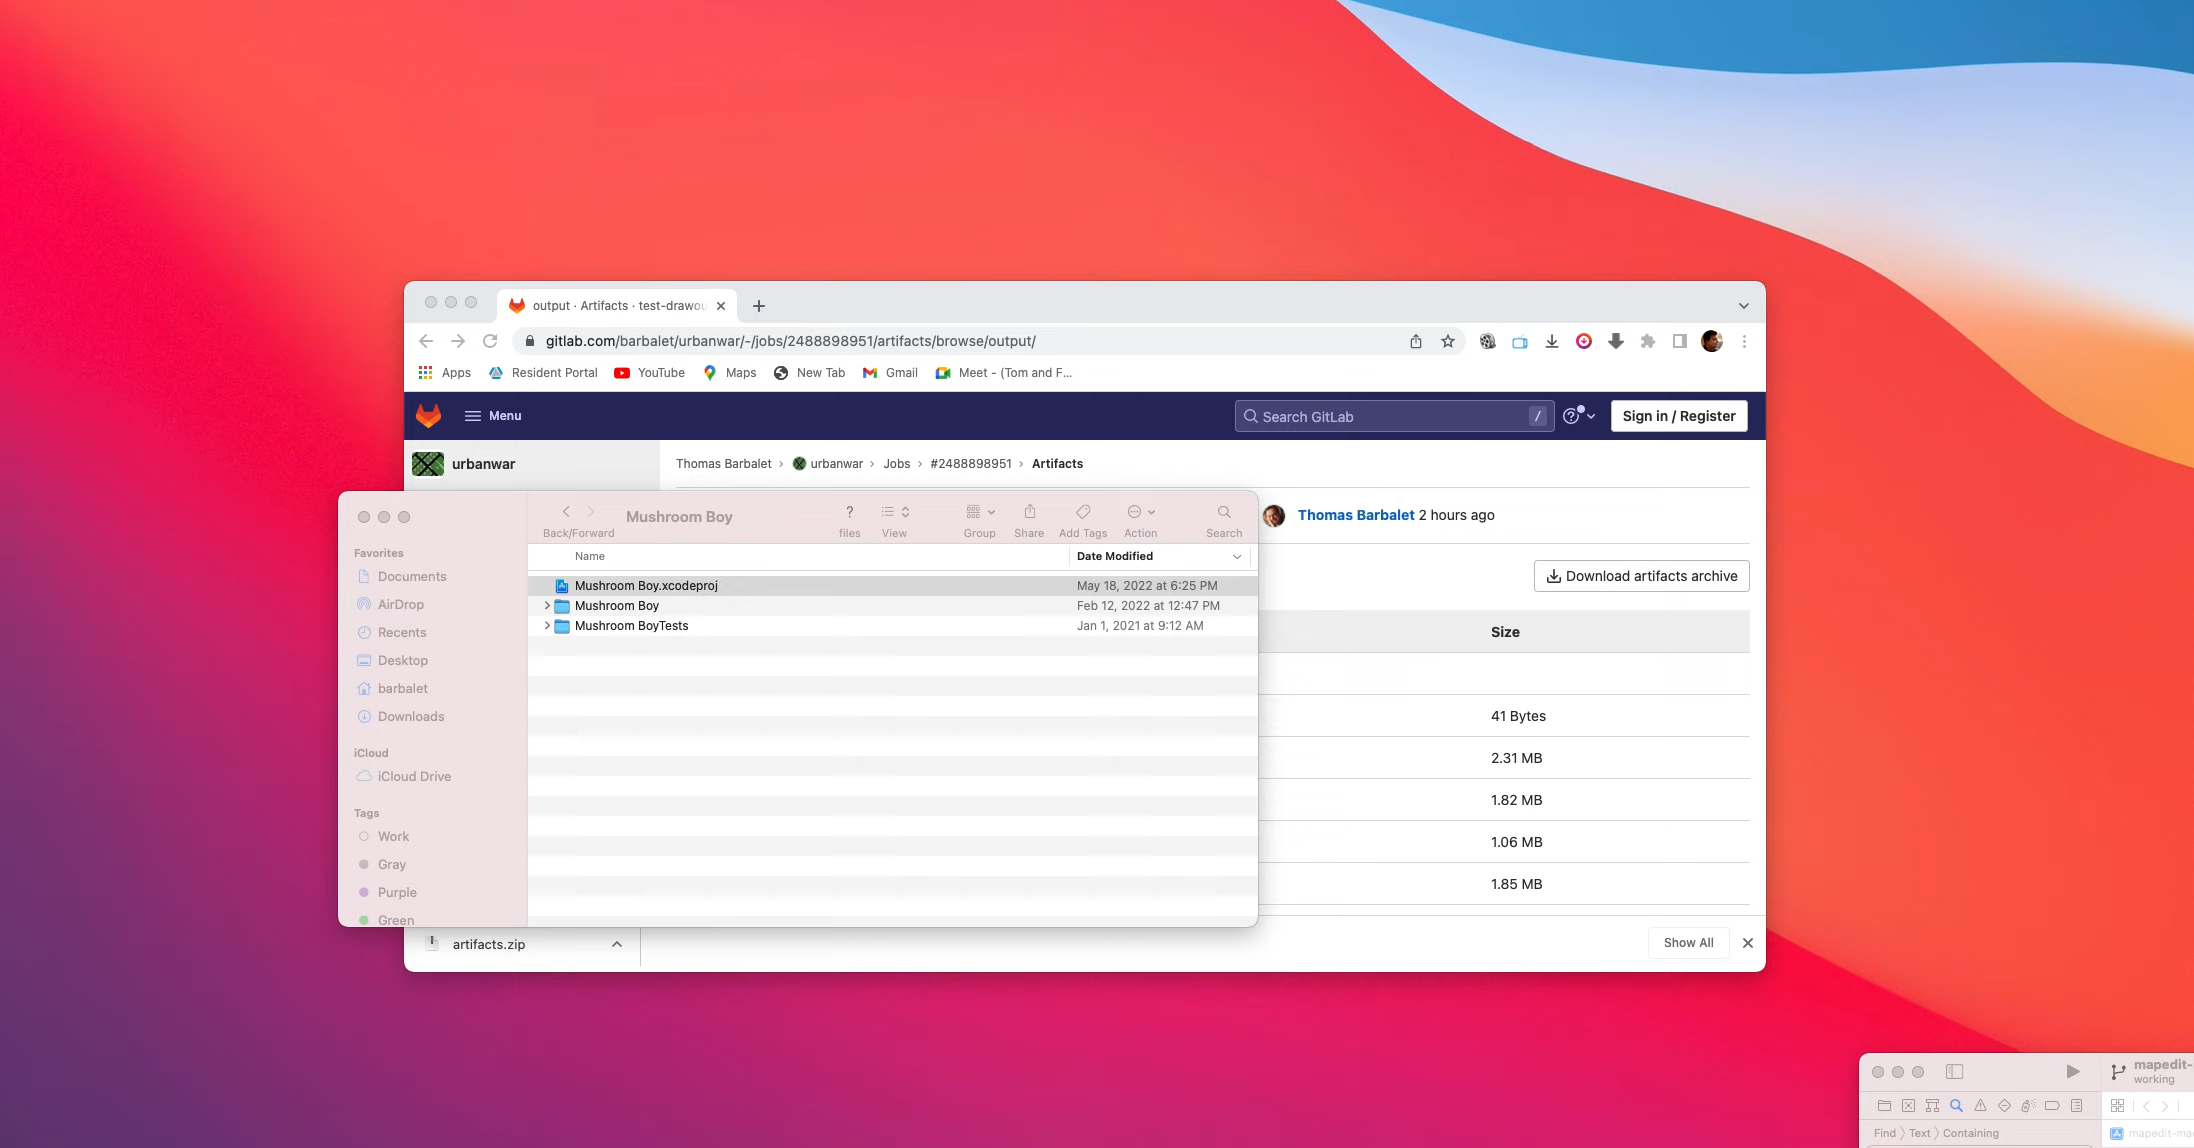 output · Artifacts · test-drawou
gitlab.com/barbalet/urbanwar/-/jobs/2488898951/artifacts/browse/output/
Apps Resident Portal YouTube Maps New Tab Gmail Meet - (Tom and F...
Menu Search GitLab / Sign in / Register
urbanwar Thomas Barbalet › urbanwar › Jobs › #2488898951 › Artifacts
Thomas Barbalet 2 hours ago
Download artifacts archive
Size
41 Bytes
2.31 MB
1.82 MB
1.06 MB
1.85 MB
Mushroom Boy
Back/Forward ? files View Group Share Add Tags Action Search
Name Date Modified
Mushroom Boy.xcodeproj May 18, 2022 at 6:25 PM
Mushroom Boy Feb 12, 2022 at 12:47 PM
Mushroom BoyTests Jan 1, 2021 at 9:12 AM
Favorites
Documents
AirDrop
Recents
Desktop
barbalet
Downloads
iCloud
iCloud Drive
Tags
Work
Gray
Purple
Green
artifacts.zip Show All
mapedit-
working
Find › Text › Containing
mapedit-mac